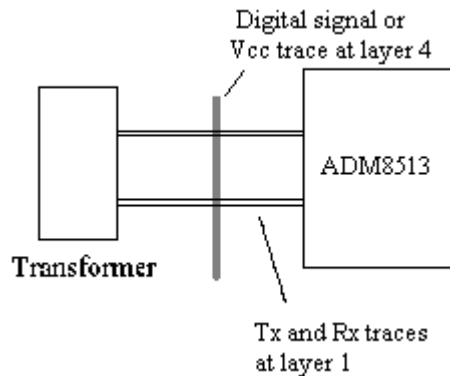 Digital signal or
Vcc trace at layer 4
ADM8513
Transformer
Tx and Rx traces
at layer 1